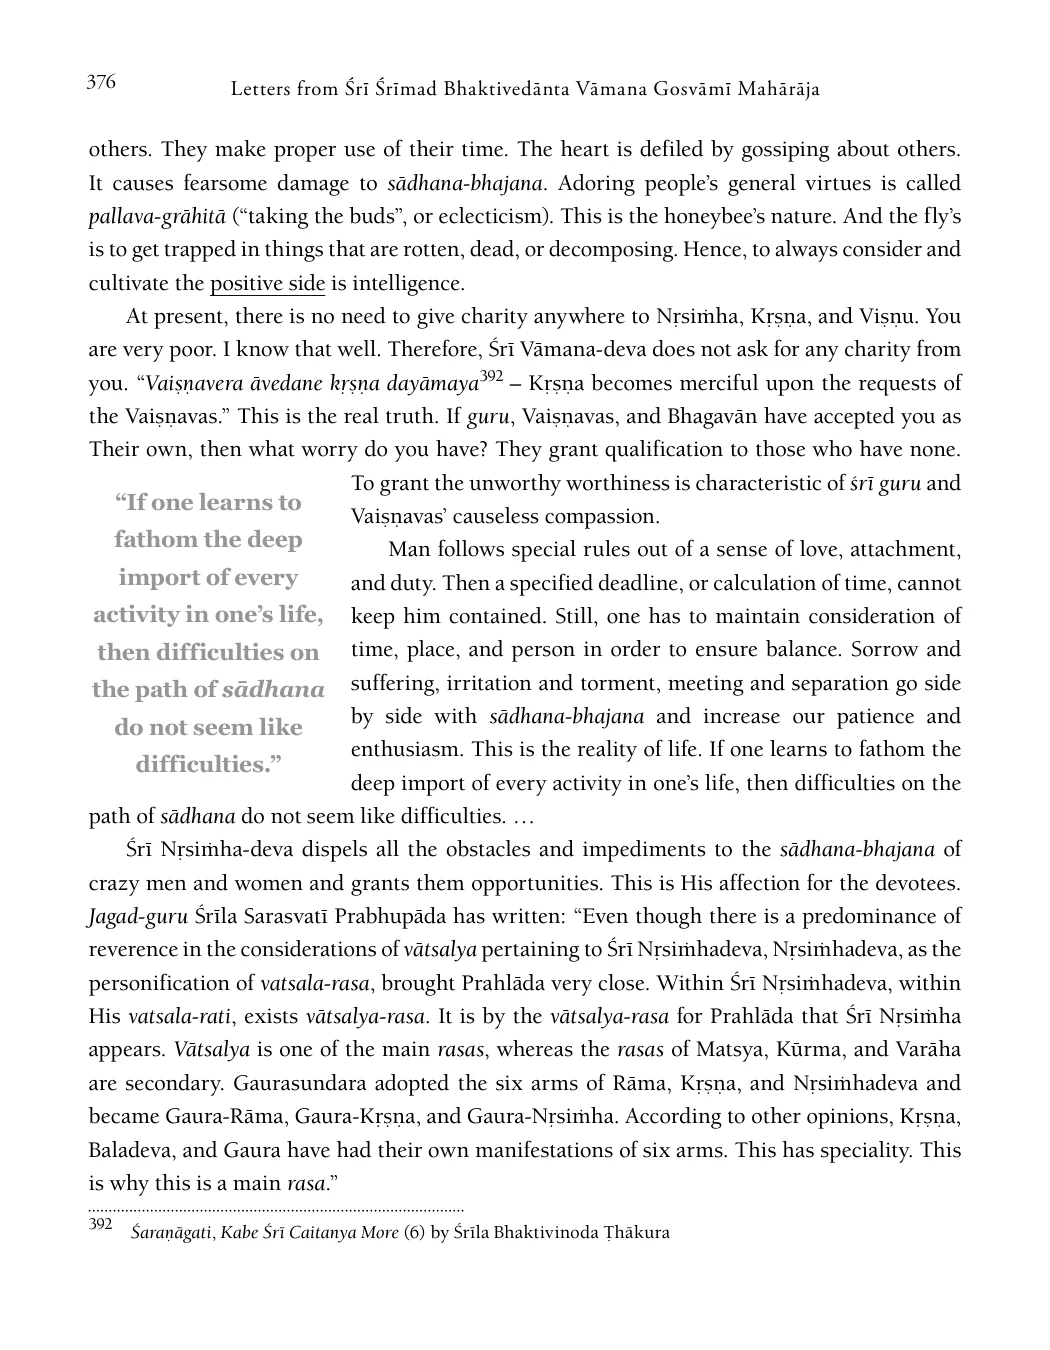 376
Letters from Śrī Śrīmad Bhaktivedānta Vāmana Gosvāmī Mahārāja
others. They make proper use of their time. The heart is defiled by gossiping about others.
It causes fearsome damage to sādhana-bhajana. Adoring people’s general virtues is called
pallava-grāhitā (“taking the buds”, or eclecticism). This is the honeybee’s nature. And the fly’s
is to get trapped in things that are rotten, dead, or decomposing. Hence, to always consider and
cultivate the positive side is intelligence.
At present, there is no need to give charity anywhere to Nṛsiṁha, Kṛṣṇa, and Viṣṇu. You
are very poor. I know that well. Therefore, Śrī Vāmana-deva does not ask for any charity from
you. “Vaiṣṇavera āvedane kṛṣṇa dayāmaya392 – Kṛṣṇa becomes merciful upon the requests of
the Vaiṣṇavas.” This is the real truth. If guru, Vaiṣṇavas, and Bhagavān have accepted you as
Their own, then what worry do you have? They grant qualification to those who have none.
To grant the unworthy worthiness is characteristic of śrī guru and
Vaiṣṇavas’ causeless compassion.
“If one learns to
fathom the deep
import of every
activity in one’s life,
then difficulties on
the path of sādhana
do not seem like
difficulties.”
Man follows special rules out of a sense of love, attachment,
and duty. Then a specified deadline, or calculation of time, cannot
keep him contained. Still, one has to maintain consideration of
time, place, and person in order to ensure balance. Sorrow and
suffering, irritation and torment, meeting and separation go side
by side with sādhana-bhajana and increase our patience and
enthusiasm. This is the reality of life. If one learns to fathom the
deep import of every activity in one’s life, then difficulties on the
path of sādhana do not seem like difficulties. …
Śrī Nṛsiṁha-deva dispels all the obstacles and impediments to the sādhana-bhajana of
crazy men and women and grants them opportunities. This is His affection for the devotees.
Jagad-guru Śrīla Sarasvatī Prabhupāda has written: “Even though there is a predominance of
reverence in the considerations of vātsalya pertaining to Śrī Nṛsiṁhadeva, Nṛsiṁhadeva, as the
personification of vatsala-rasa, brought Prahlāda very close. Within Śrī Nṛsiṁhadeva, within
His vatsala-rati, exists vātsalya-rasa. It is by the vātsalya-rasa for Prahlāda that Śrī Nṛsiṁha
appears. Vātsalya is one of the main rasas, whereas the rasas of Matsya, Kūrma, and Varāha
are secondary. Gaurasundara adopted the six arms of Rāma, Kṛṣṇa, and Nṛsiṁhadeva and
became Gaura-Rāma, Gaura-Kṛṣṇa, and Gaura-Nṛsiṁha. According to other opinions, Kṛṣṇa,
Baladeva, and Gaura have had their own manifestations of six arms. This has speciality. This
is why this is a main rasa.”
392 Śaraṇāgati, Kabe Śrī Caitanya More (6) by Śrīla Bhaktivinoda Ṭhākura